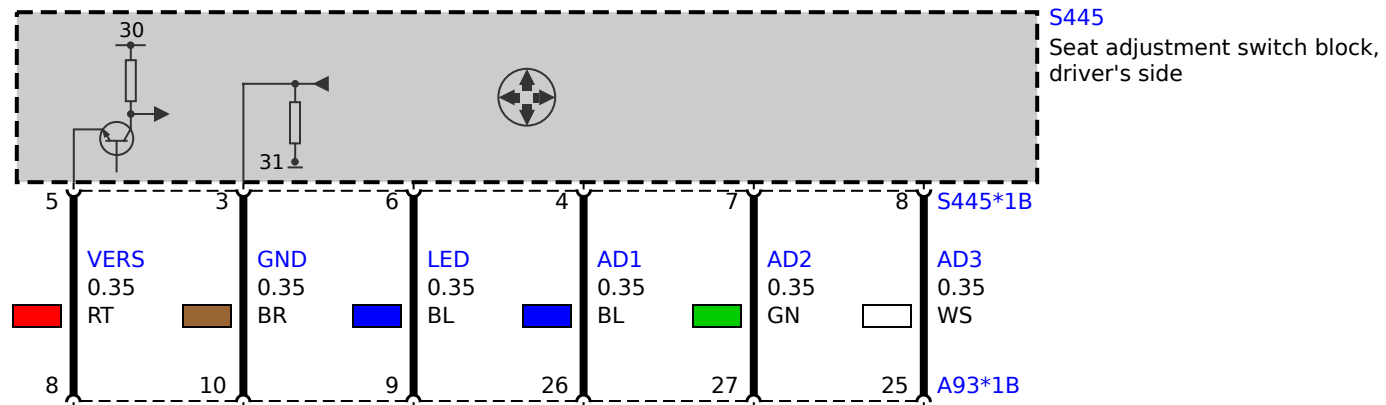 S445
Seat adjustment switch block,
driver's side
30
31
5 3 6 4 7 8 S445*1B
VERS GND LED AD1 AD2 AD3
0.35 0.35 0.35 0.35 0.35 0.35
RT BR BL BL GN WS
8 10 9 26 27 25 A93*1B